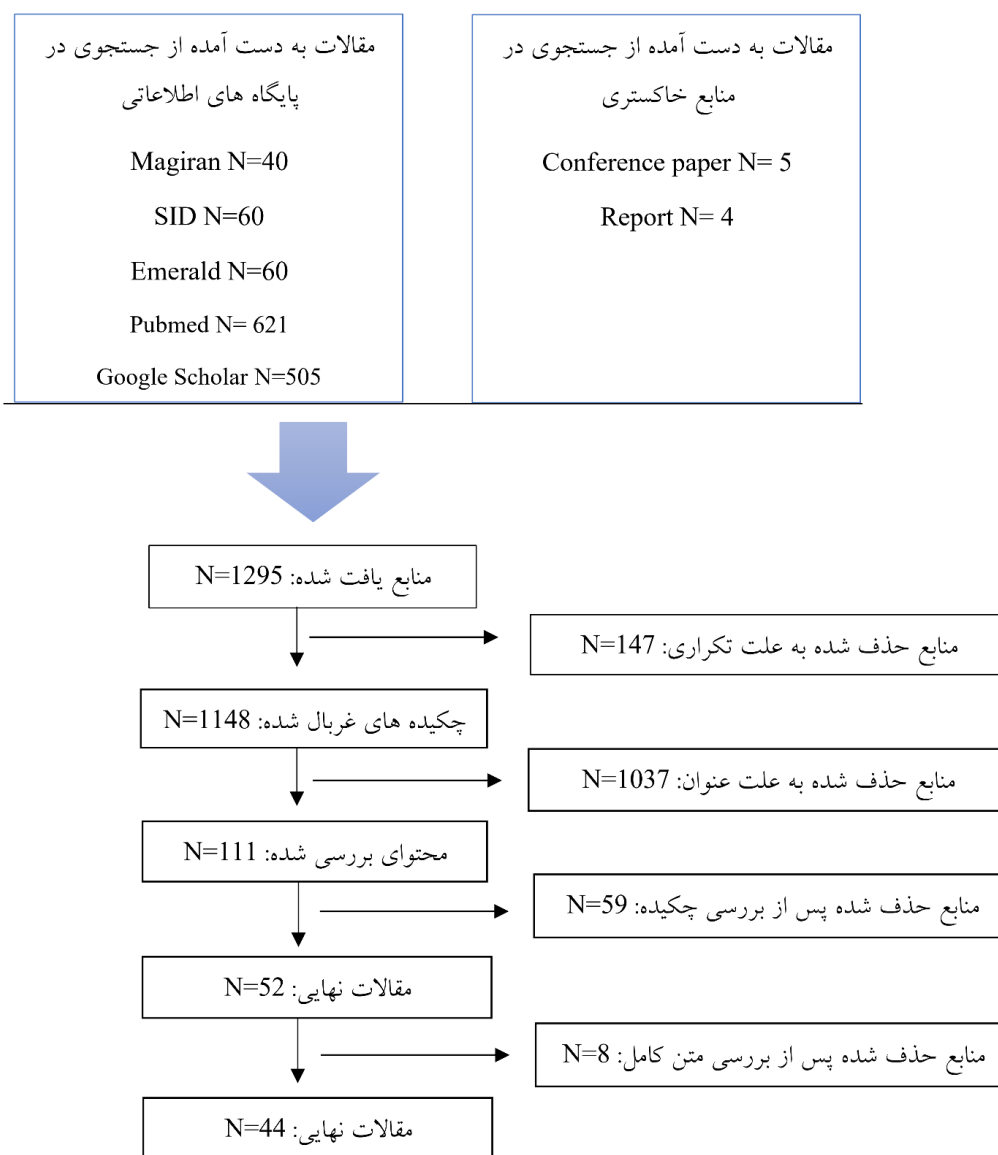 مقالات به دست آمده از جستجوی در
پایگاه های اطلاعاتی
Magiran N=40
SID N=60
Emerald N=60
Pubmed N= 621
Google Scholar N=505
مقالات به دست آمده از جستجوی در
منابع خاکستری
Conference paper N= 5
Report N= 4
منابع یافت شده: N=1295
منابع حذف شده به علت تکراری: N=147
چکیده های غربال شده: N=1148
منابع حذف شده به علت عنوان: N=1037
محتوای بررسی شده: N=111
منابع حذف شده پس از بررسی چکیده: N=59
مقالات نهایی: N=52
منابع حذف شده پس از بررسی متن کامل: N=8
مقالات نهایی: N=44